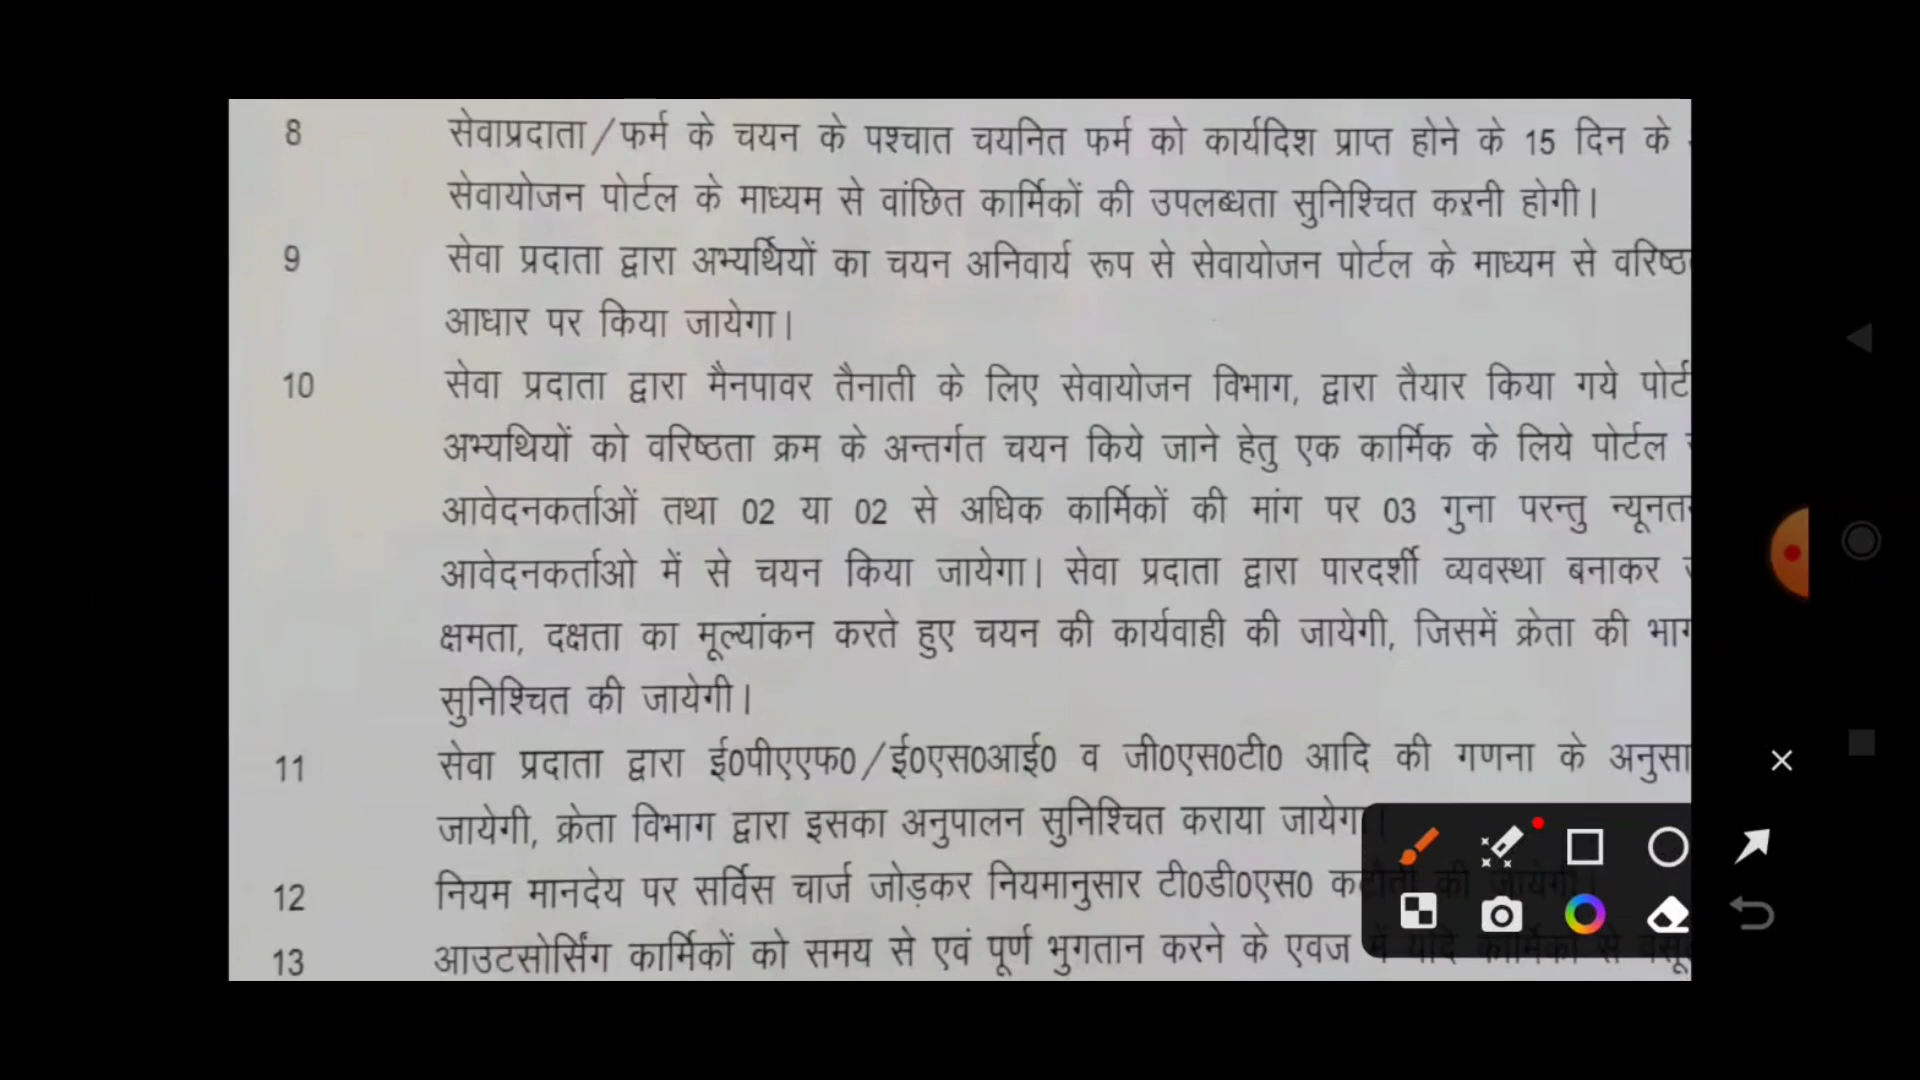 8 सेवाप्रदाता/फर्म के चयन के पश्चात चयनित फर्म को कार्यदिश प्राप्त होने के 15 दिन के
सेवायोजन पोर्टल के माध्यम से वांछित कार्मिकों की उपलब्धता सुनिश्चित करनी होगी।
9 सेवा प्रदाता द्वारा अभ्यर्थियों का चयन अनिवार्य रूप से सेवायोजन पोर्टल के माध्यम से
आधार पर किया जायेगा।
10 सेवा प्रदाता द्वारा मैनपावर तैनाती के लिए सेवायोजन विभाग, द्वारा तैयार किया गये
अभ्यथियों को वरिष्ठता क्रम के अन्तर्गत चयन किये जाने हेतु एक कार्मिक के लिये पोर्टल
आवेदनकर्ताओं तथा 02 या 02 से अधिक कार्मिकों की मांग पर 03 गुना परन्तु
आवेदनकर्ताओ में से चयन किया जायेगा। सेवा प्रदाता द्वारा पारदर्शी व्यवस्था बनाकर
क्षमता, दक्षता का मूल्यांकन करते हुए चयन की कार्यवाही की जायेगी, जिसमें क्रेता की
सुनिश्चित की जायेगी।
11 सेवा प्रदाता द्वारा ई0पीएएफ0/ई0एस0आई0 व जी0एस0टी0 आदि की गणना के
जायेगी, क्रेता विभाग द्वारा इसका अनुपालन सुनिश्चित कराया जायेगा।
12 नियम मानदेय पर सर्विस चार्ज जोड़कर नियमानुसार टी0डी0एस0 कटौती की जायेगी।
13 आउटसोर्सिंग कार्मिकों को समय से एवं पूर्ण भुगतान करने के एवज में यदि कार्मिकों से